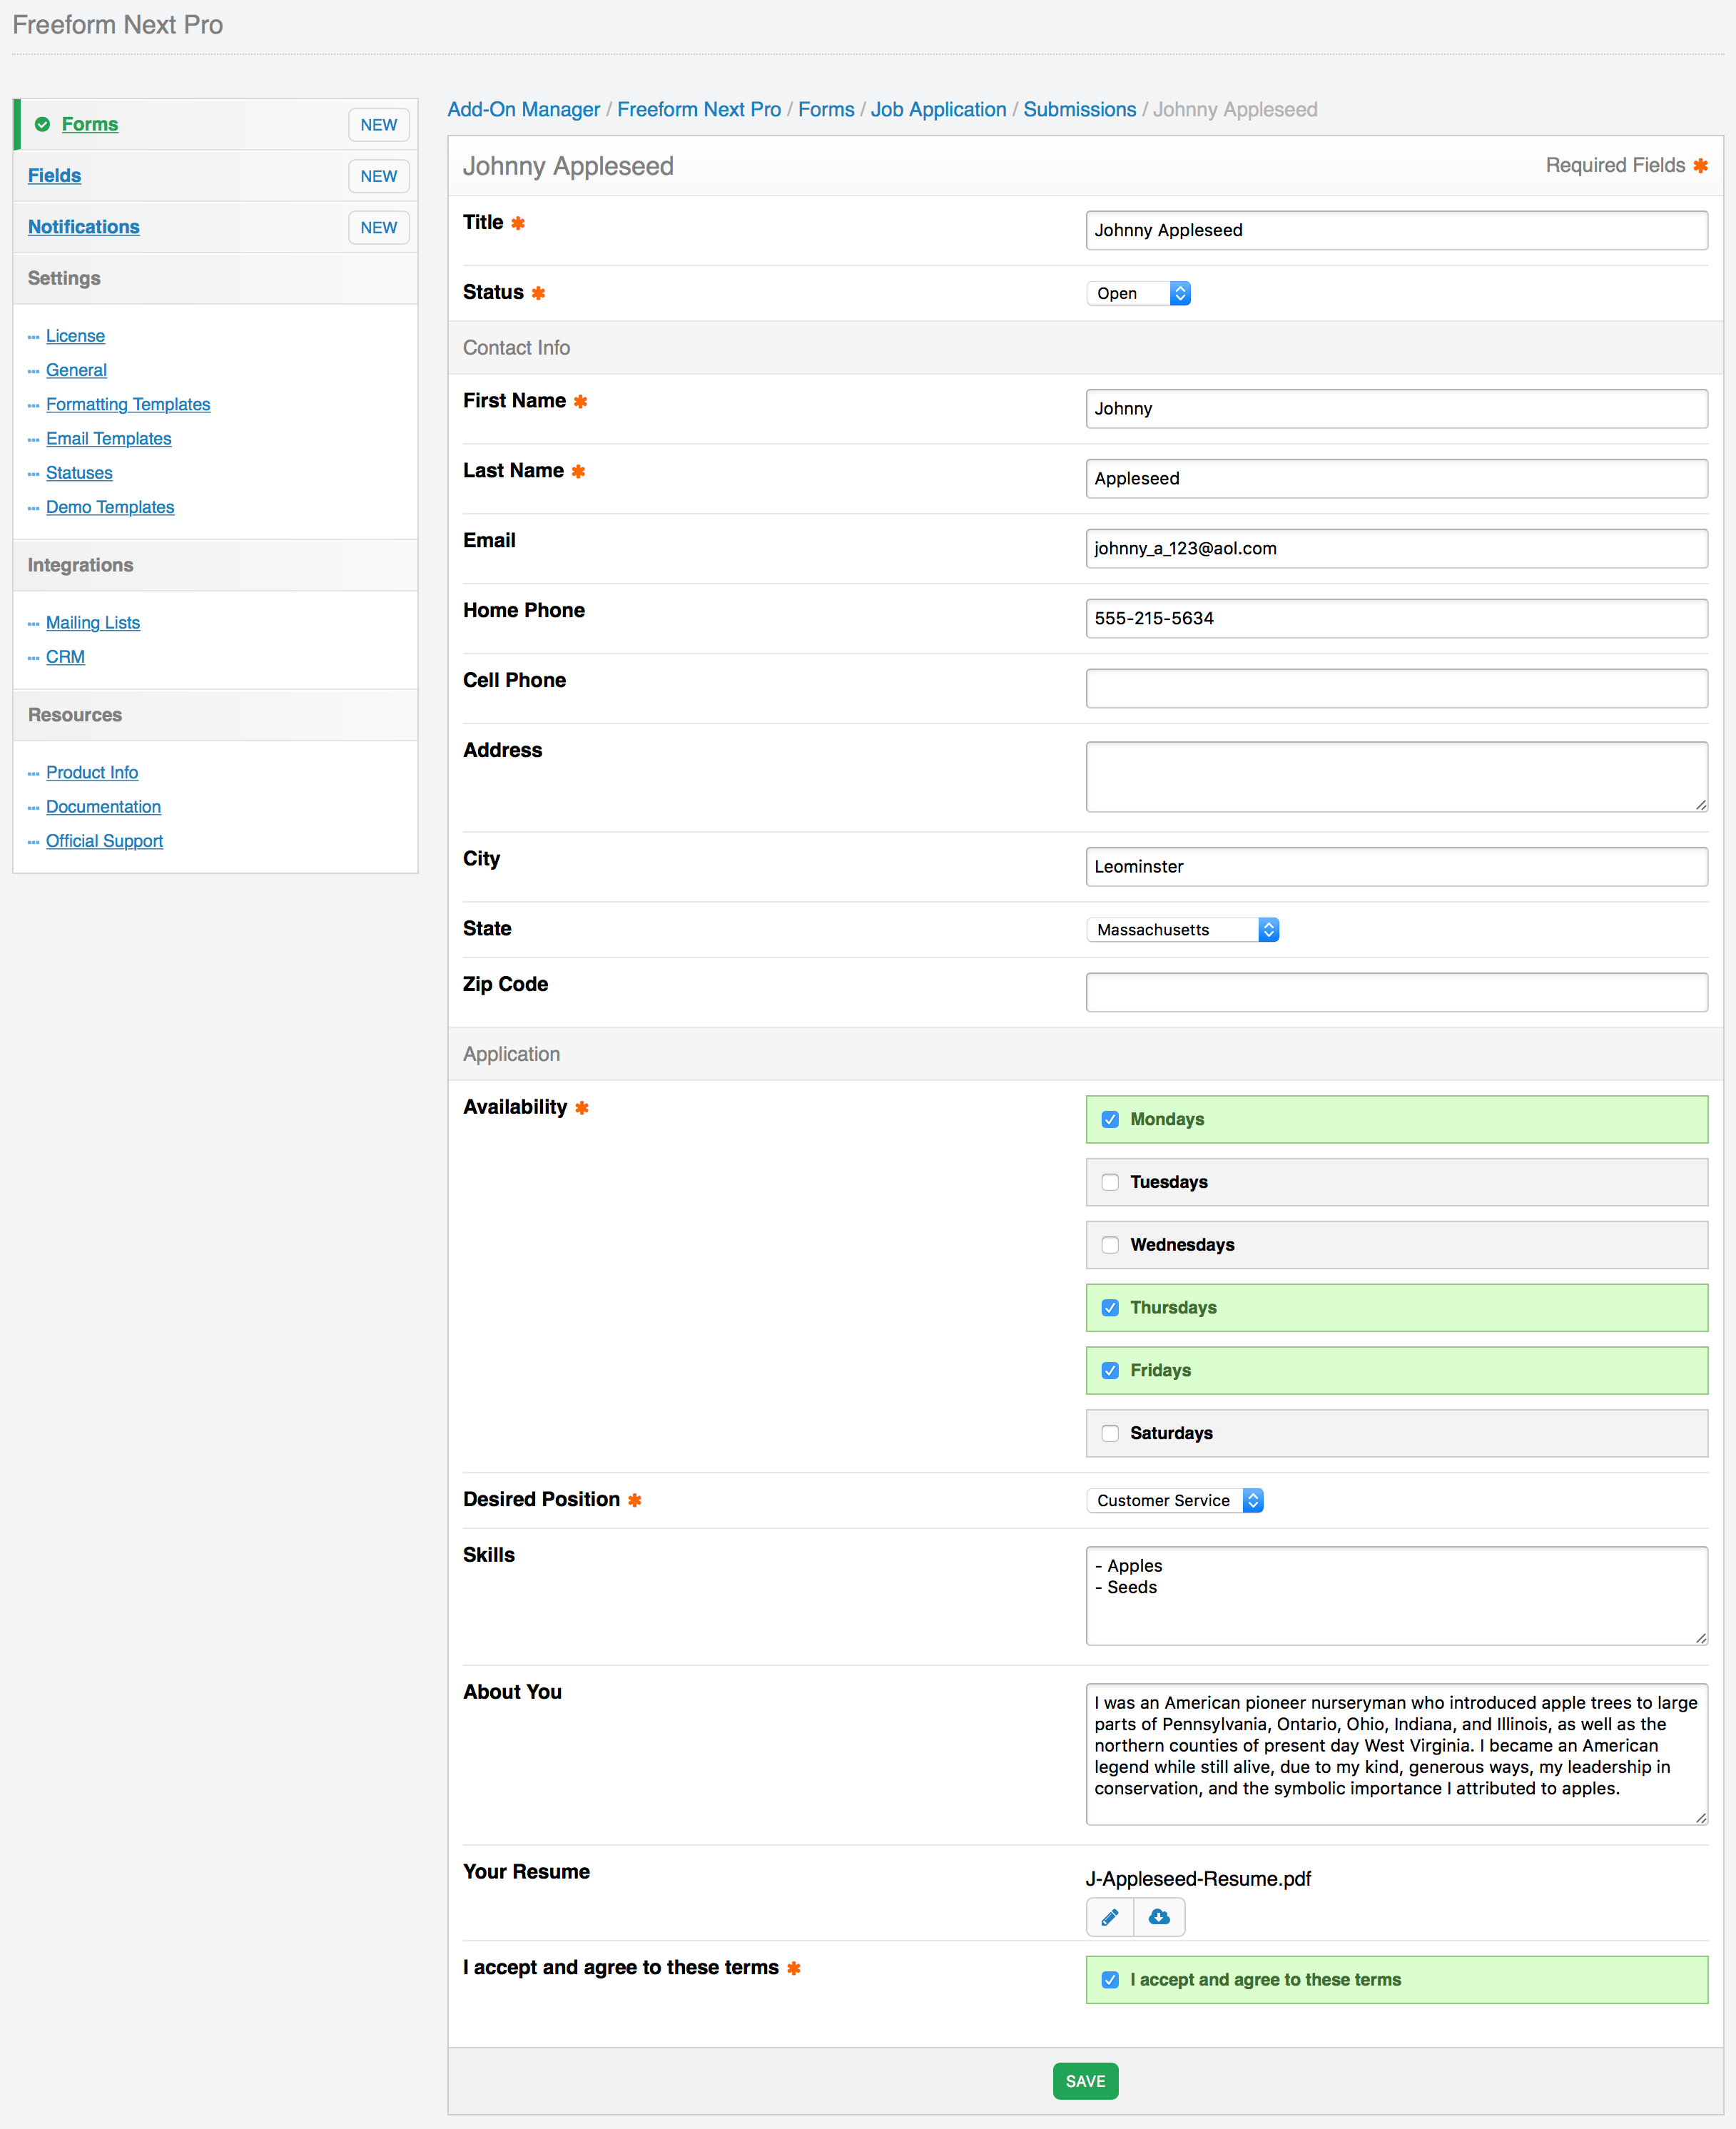 Freeform Next Pro
Forms NEW
Fields NEW
Notifications NEW
Settings
License
General
Formatting Templates
Email Templates
Statuses
Demo Templates
Integrations
Mailing Lists
CRM
Resources
Product Info
Documentation
Official Support
Add-On Manager / Freeform Next Pro / Forms / Job Application / Submissions / Johnny Appleseed
Johnny Appleseed Required Fields *
Title * Johnny Appleseed
Status * Open
Contact Info
First Name * Johnny
Last Name * Appleseed
Email johnny_a_123@aol.com
Home Phone 555-215-5634
Cell Phone
Address
City Leominster
State Massachusetts
Zip Code
Application
Availability * Mondays
Tuesdays
Wednesdays
Thursdays
Fridays
Saturdays
Desired Position * Customer Service
Skills - Apples
- Seeds
About You I was an American pioneer nurseryman who introduced apple trees to large
parts of Pennsylvania, Ontario, Ohio, Indiana, and Illinois, as well as the
northern counties of present day West Virginia. I became an American
legend while still alive, due to my kind, generous ways, my leadership in
conservation, and the symbolic importance I attributed to apples.
Your Resume J-Appleseed-Resume.pdf
I accept and agree to these terms * I accept and agree to these terms
SAVE